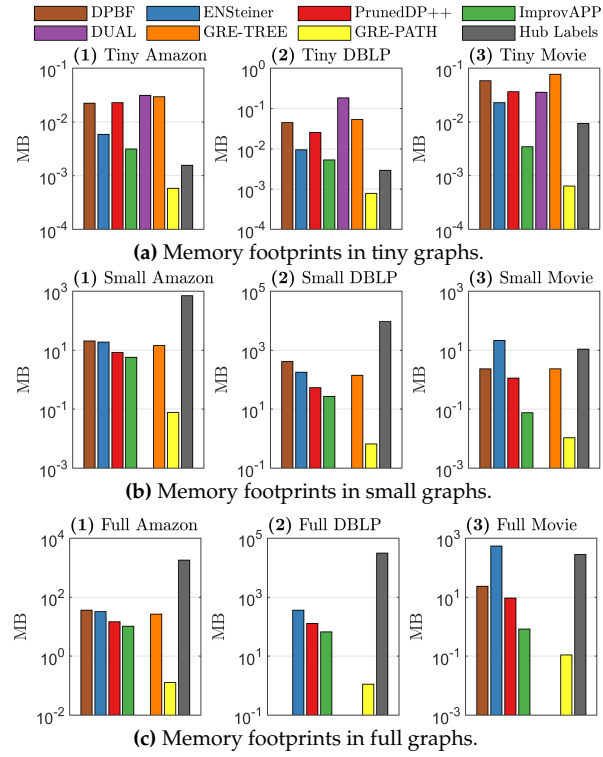 DPBF ENSteiner PrunedDP++ ImprovAPP
DUAL GRE-TREE GRE-PATH Hub Labels
(1) Tiny Amazon (2) Tiny DBLP (3) Tiny Movie
MB
10^-1
10^-2
10^-3
10^-4
MB
10^0
10^-1
10^-2
10^-3
10^-4
MB
10^-1
10^-2
10^-3
10^-4
(a) Memory footprints in tiny graphs.
(1) Small Amazon (2) Small DBLP (3) Small Movie
MB
10^3
10^1
10^-1
10^-3
MB
10^5
10^3
10^1
10^-1
MB
10^3
10^1
10^-1
10^-3
(b) Memory footprints in small graphs.
(1) Full Amazon (2) Full DBLP (3) Full Movie
MB
10^4
10^2
10^0
10^-2
MB
10^5
10^3
10^1
10^-1
MB
10^3
10^1
10^-1
10^-3
(c) Memory footprints in full graphs.